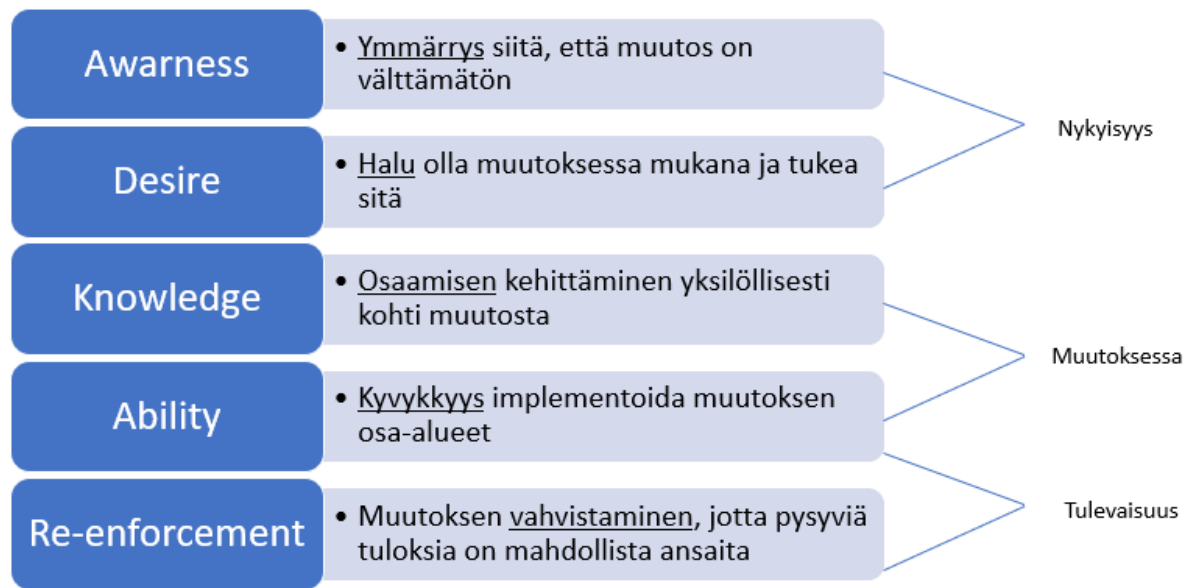 Awarness
• Ymmärrys siitä, että muutos on
välttämätön
Nykyisyys
Desire
• Halu olla muutoksessa mukana ja tukea
sitä
Knowledge
• Osaamisen kehittäminen yksilöllisesti
kohti muutosta
Muutoksessa
Ability
• Kyvykkyys implementoida muutoksen
osa-alueet
Tulevaisuus
Re-enforcement
• Muutoksen vahvistaminen, jotta pysyviä
tuloksia on mahdollista ansaita